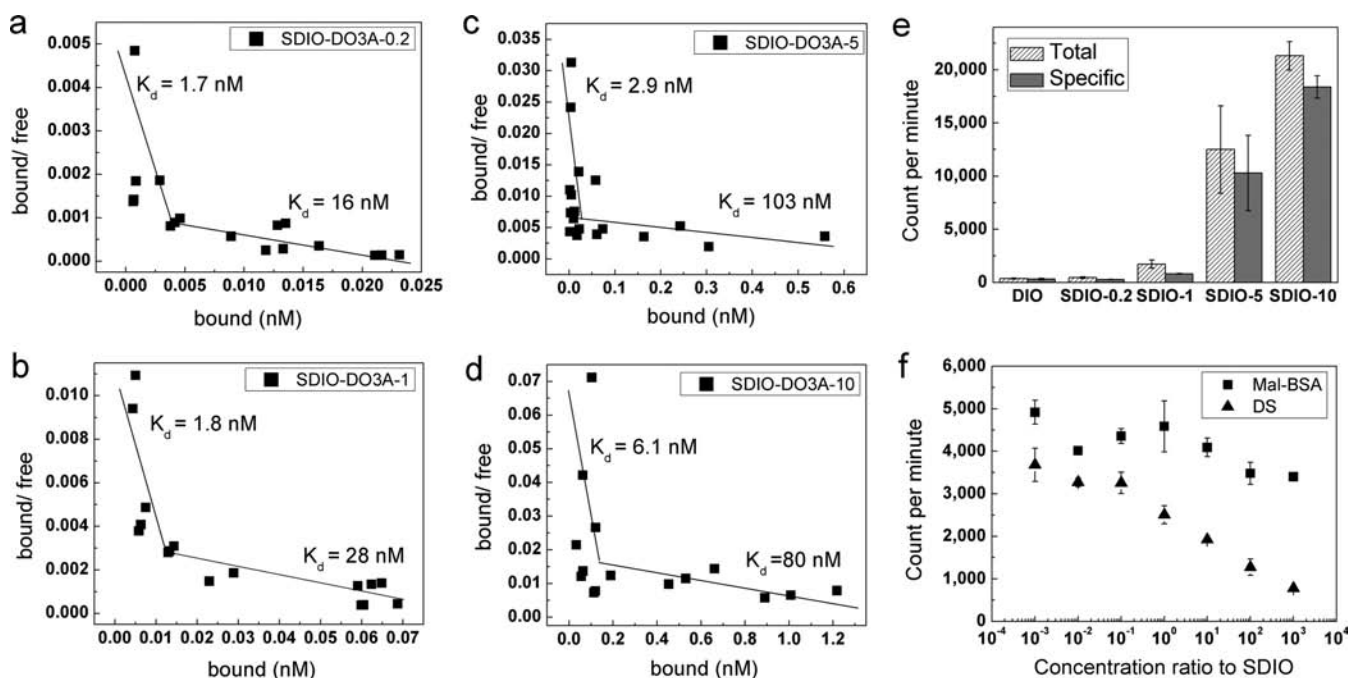 a
SDIO-DO3A-0.2
K_d = 1.7 nM
K_d = 16 nM
bound/ free
0.005
0.004
0.003
0.002
0.001
0.000
0.000 0.005 0.010 0.015 0.020 0.025
bound (nM)
c
SDIO-DO3A-5
K_d = 2.9 nM
K_d = 103 nM
bound/ free
0.035
0.030
0.025
0.020
0.015
0.010
0.005
0.000
0.0 0.1 0.2 0.3 0.4 0.5 0.6
bound (nM)
e
Total
Specific
Count per minute
20,000
15,000
10,000
5,000
0
DIO SDIO-0.2 SDIO-1 SDIO-5 SDIO-10
b
SDIO-DO3A-1
K_d = 1.8 nM
K_d = 28 nM
bound/ free
0.010
0.008
0.006
0.004
0.002
0.000
0.00 0.01 0.02 0.03 0.04 0.05 0.06 0.07
bound (nM)
d
SDIO-DO3A-10
K_d = 6.1 nM
K_d = 80 nM
bound/ free
0.07
0.06
0.05
0.04
0.03
0.02
0.01
0.00
0.0 0.2 0.4 0.6 0.8 1.0 1.2
bound (nM)
f
Mal-BSA
DS
Count per minute
6,000
5,000
4,000
3,000
2,000
1,000
0
10⁻⁴ 10⁻³ 10⁻² 10⁻¹ 10⁰ 10¹ 10² 10³ 10⁴
Concentration ratio to SDIO